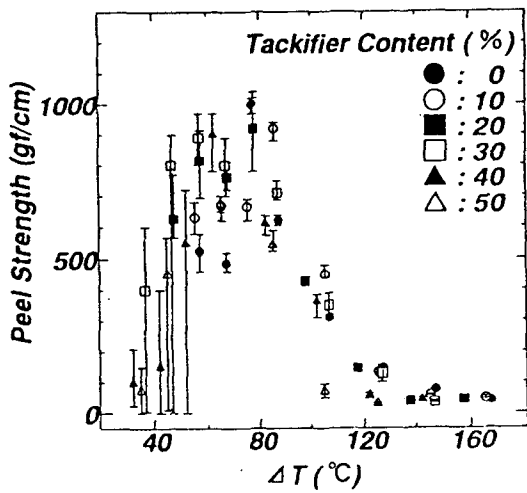 Tackifier Content (%)
● : 0
○ : 10
■ : 20
□ : 30
▲ : 40
△ : 50
Peel Strength (gf/cm)
1000
500
0
40
80
120
160
ΔT (°C)